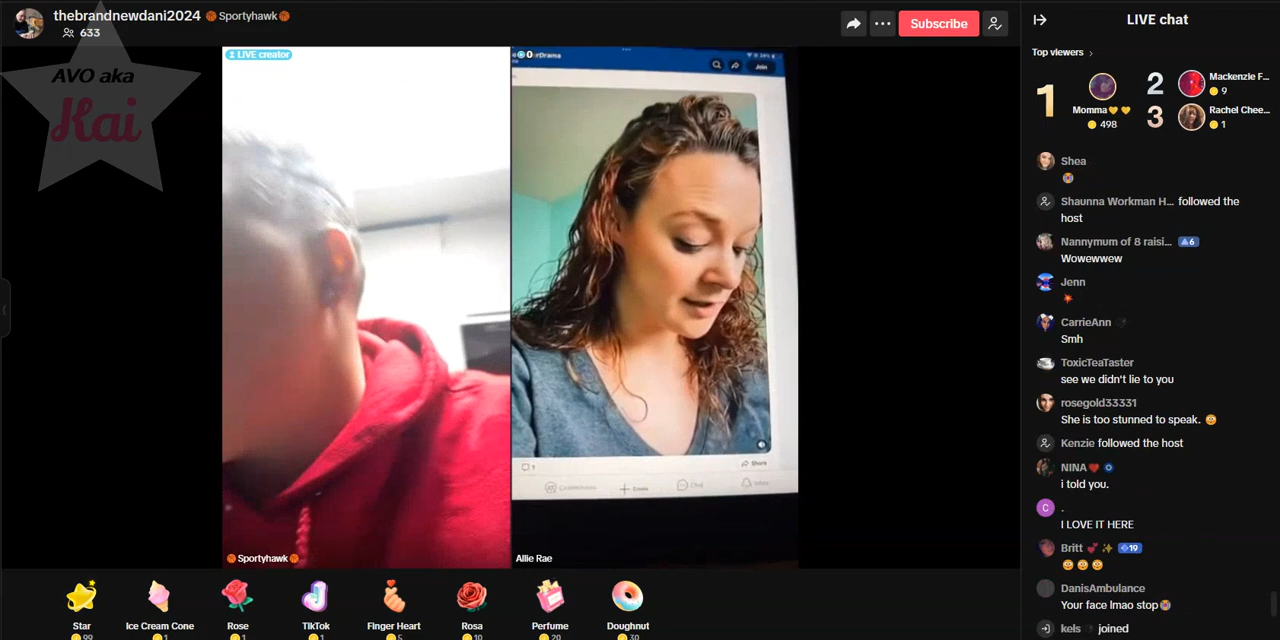 thebrandnewdani2024 🏀 Sportyhawk🏀
633
Subscribe
AVO aka
Kai
LIVE creator
rDrama
Join
1
Share
Create
Chat
🏀 Sportyhawk 🏀
Allie Rae
Star
99
Ice Cream Cone
1
Rose
1
TikTok
1
Finger Heart
5
Rosa
10
Perfume
20
Doughnut
30
LIVE chat
Top viewers
1
Momma💛💛
498
2
Mackenzie F...
9
3
Rachel Chee...
1
Shea
😭
Shaunna Workman H... followed the
host
Nannymum of 8 raisi... 6
Wowewwew
Jenn
💥
CarrieAnn
Smh
ToxicTeaTaster
see we didn't lie to you
rosegold33331
She is too stunned to speak.
Kenzie followed the host
NINA❤️
i told you.
C
.
I LOVE IT HERE
Britt 💕✨ 19
DanisAmbulance
Your face lmao stop😭
kels joined